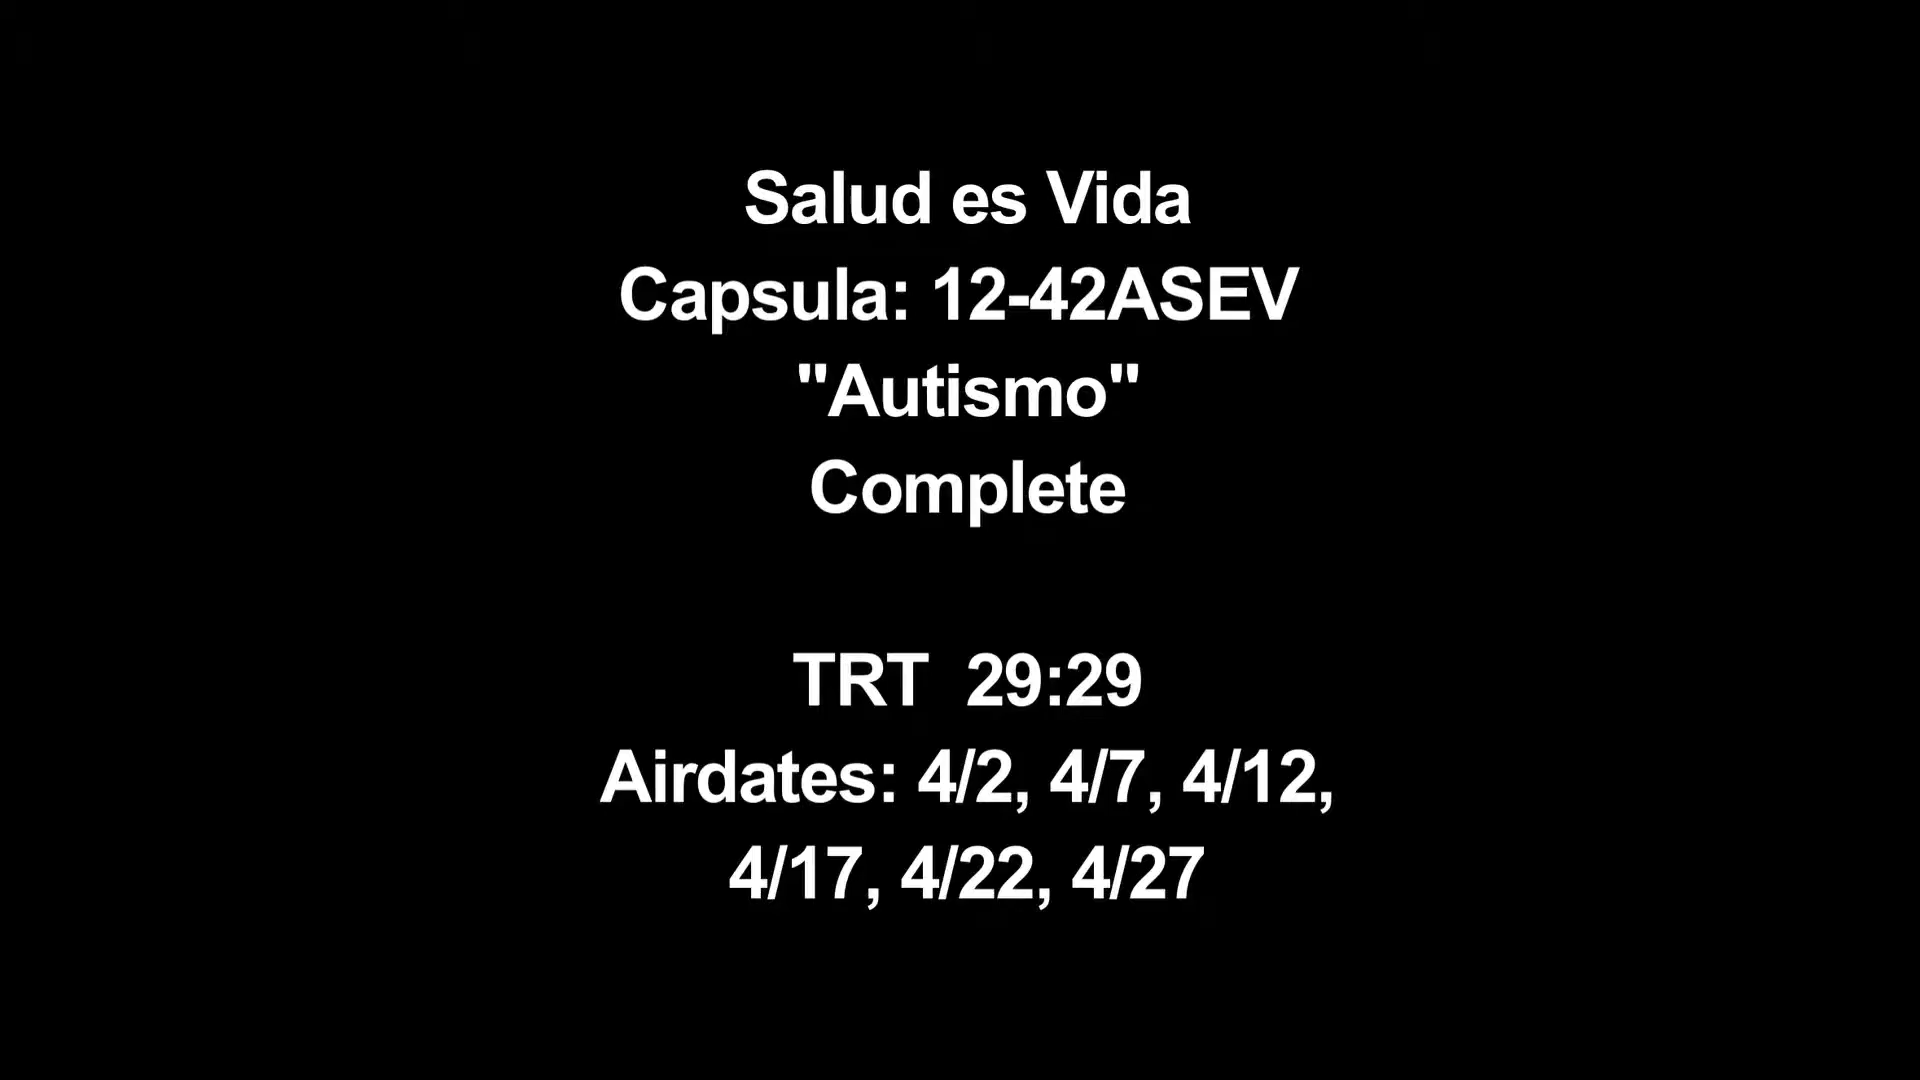 Salud es Vida
Capsula: 12-42ASEV
"Autismo"
Complete
TRT  29:29
Airdates: 4/2, 4/7, 4/12,
4/17, 4/22, 4/27